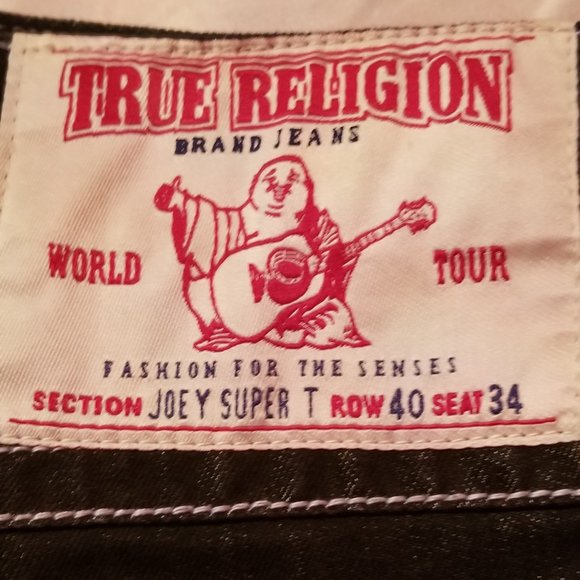 TRUE RELIGION
BRAND JEANS
WORLD TOUR
FASHION FOR THE SENSES
SECTION JOEY SUPER T ROW 40 SEAT 34